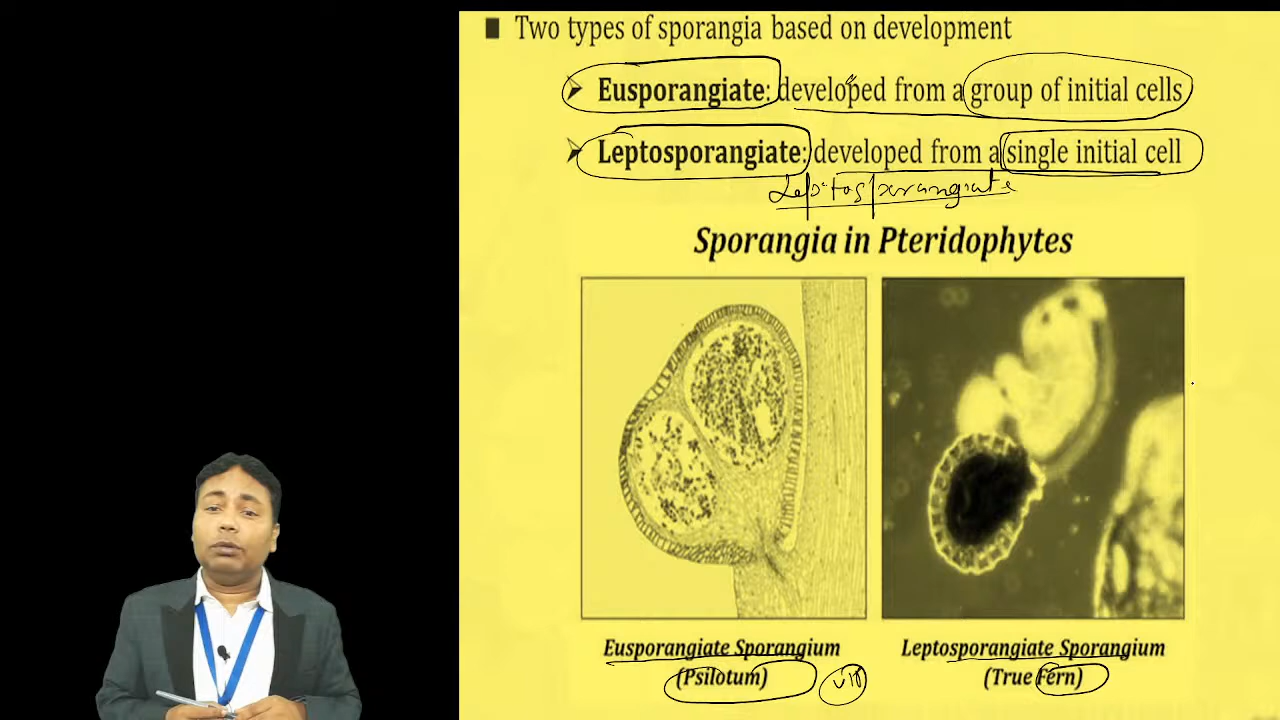 ■ Two types of sporangia based on development
➤ Eusporangiate: developed from a group of initial cells
➤ Leptosporangiate: developed from a single initial cell
Leptosporangiate
Sporangia in Pteridophytes
Eusporangiate Sporangium Leptosporangiate Sporangium
(Psilotum) (True Fern)